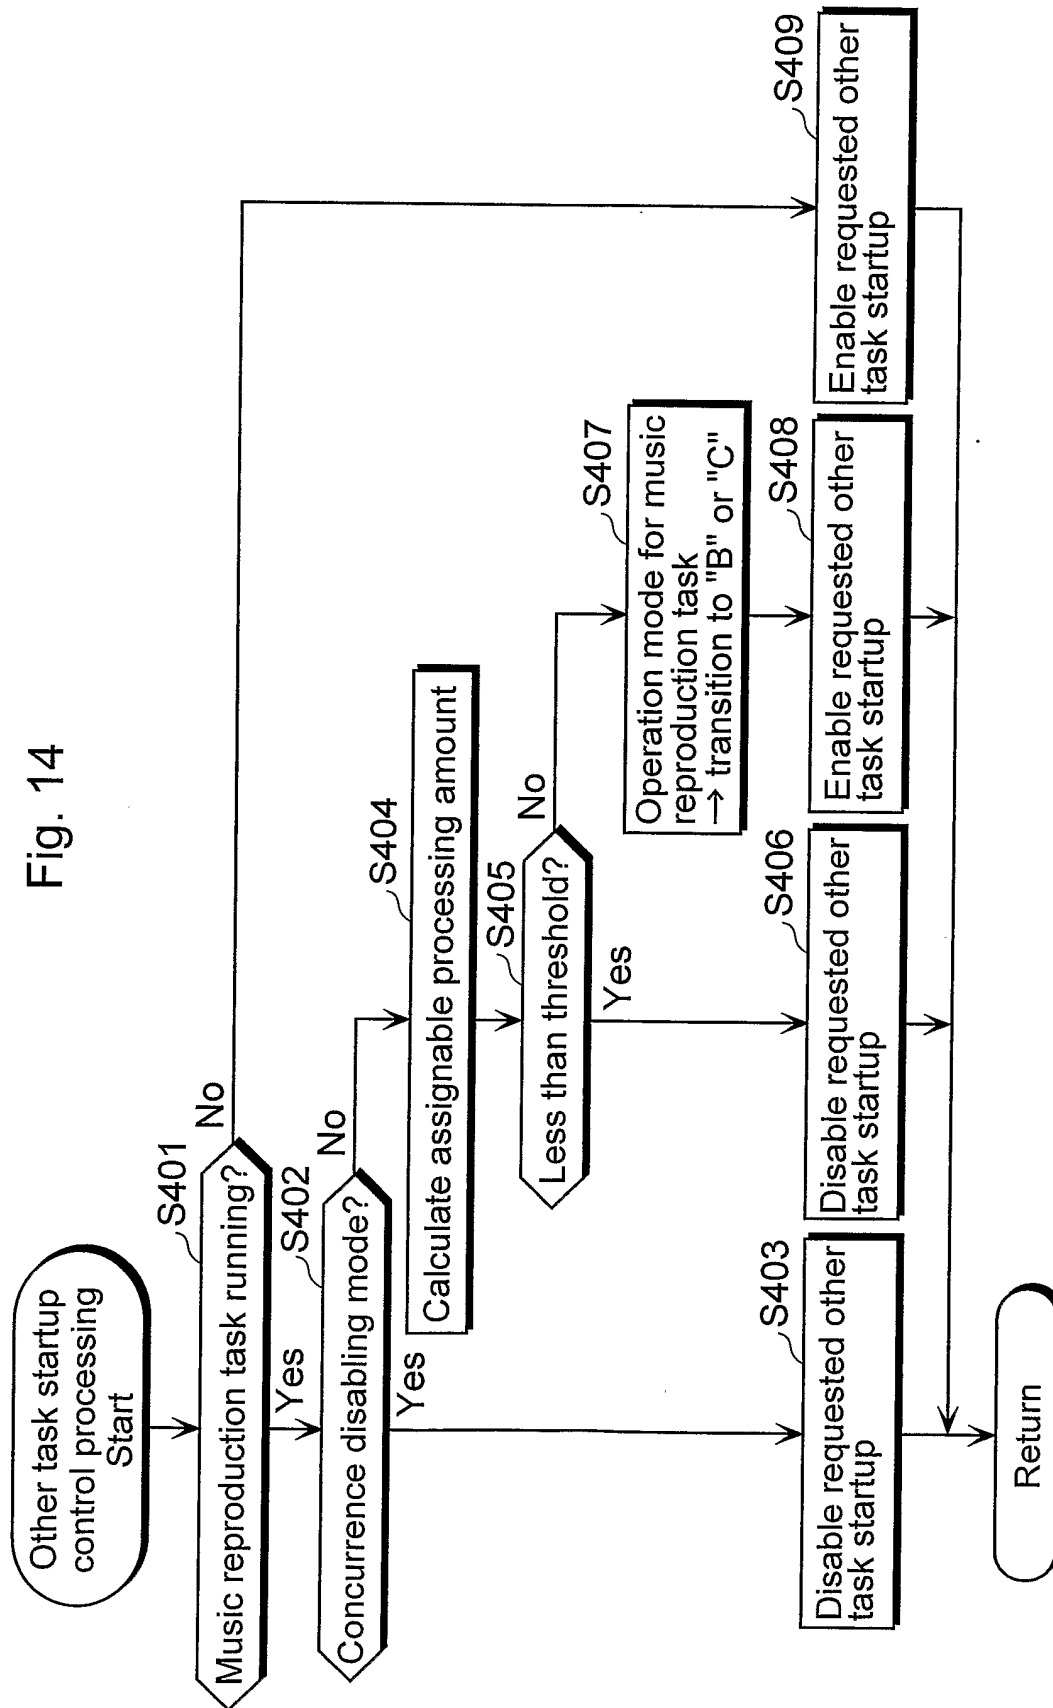 Fig. 14
Other task startup
control processing
Start
S401
Music reproduction task running?
No
Yes
S402
Concurrence disabling mode?
No
Yes
S404
Calculate assignable processing amount
S405
Less than threshold?
No
Yes
S407
Operation mode for music
reproduction task
→ transition to "B" or "C"
S403
Disable requested other
task startup
S406
Disable requested other
task startup
S408
Enable requested other
task startup
S409
Enable requested other
task startup
Return